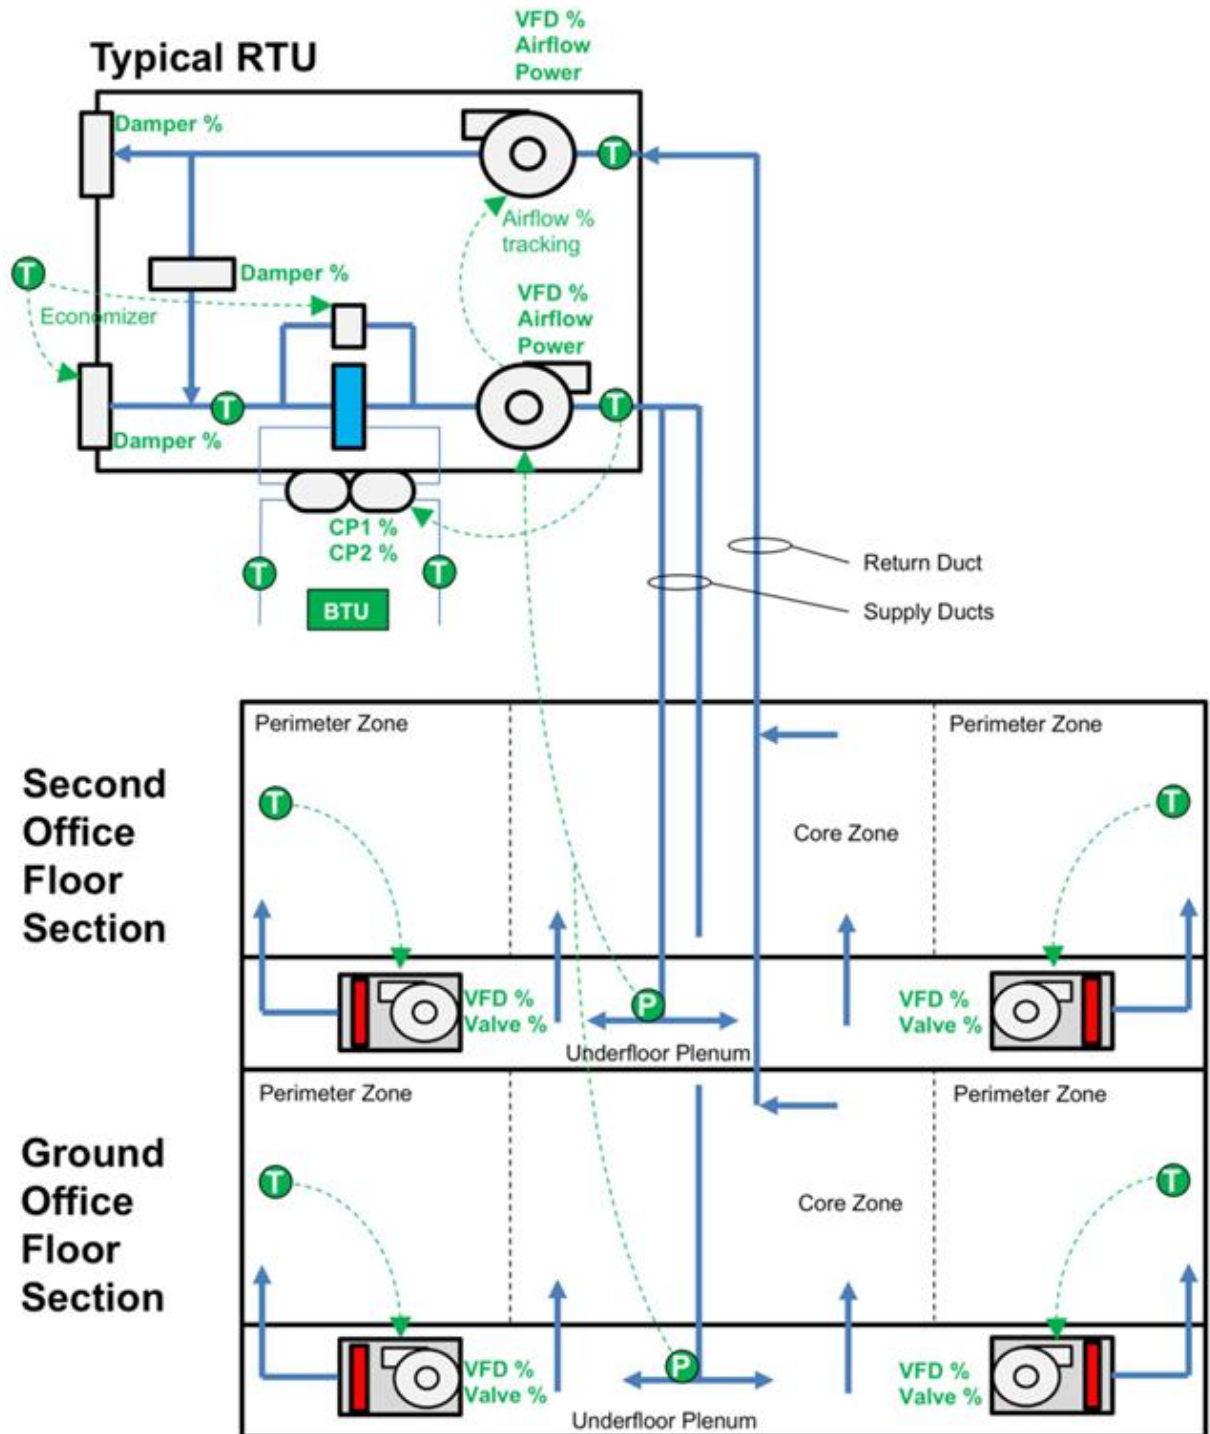 VFD %
Airflow
Power
Typical RTU
Damper %
T
Airflow %
tracking
T
Damper %
Economizer
VFD %
Airflow
Power
T
T
Damper %
CP1 %
CP2 %
T
T
BTU
Return Duct
Supply Ducts
Perimeter Zone
Perimeter Zone
Second
Office
Floor
Section
T
T
Core Zone
VFD %
Valve %
P
VFD %
Valve %
Underfloor Plenum
Perimeter Zone
Perimeter Zone
Ground
Office
Floor
Section
T
T
Core Zone
VFD %
Valve %
P
VFD %
Valve %
Underfloor Plenum